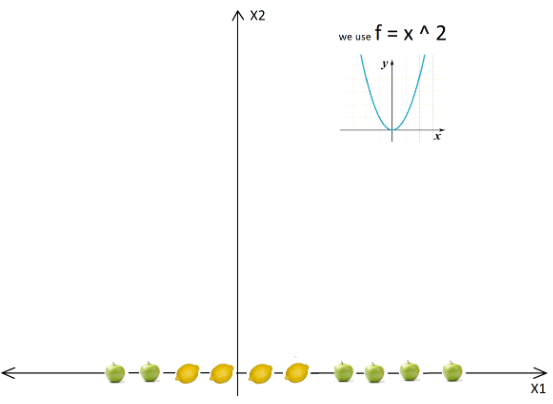 X2
we use f = x ^ 2
y
x
X1